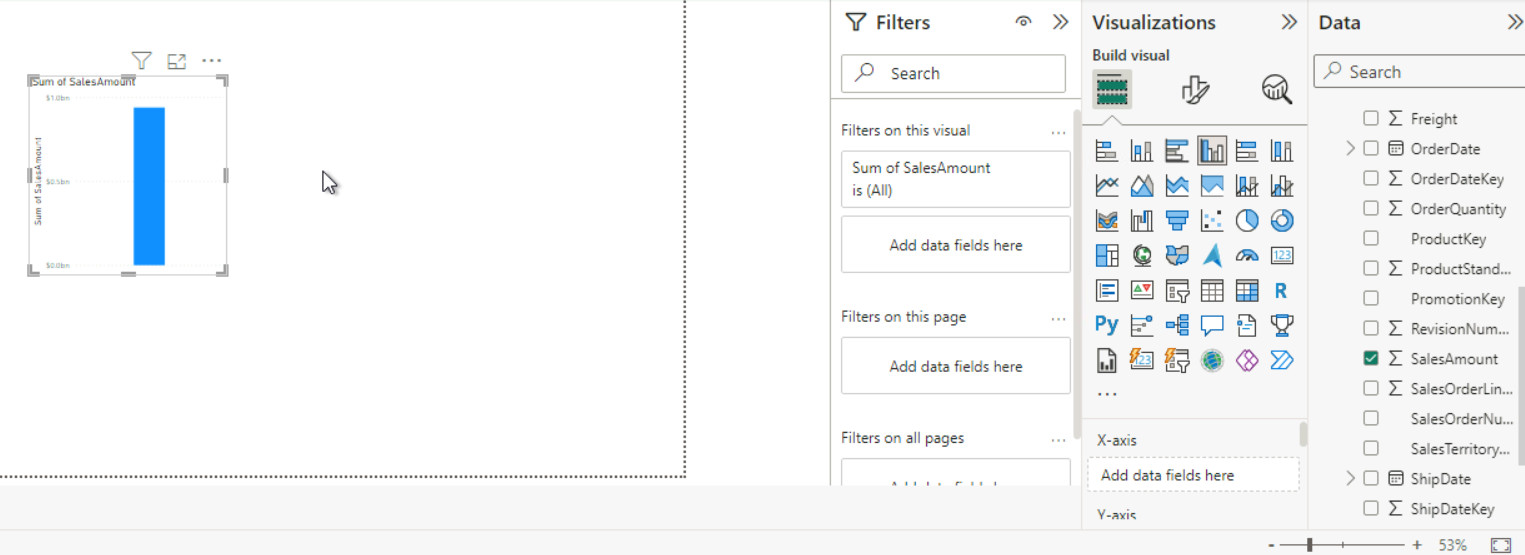 Filters
Visualizations
Data
Build visual
Search
Search
Sum of SalesAmount
$1.0bn
Sum of SalesAmount
$0.5bn
$0.0bn
Filters on this visual
...
Sum of SalesAmount
is (All)
Add data fields here
Filters on this page
...
Add data fields here
Filters on all pages
...
123
R
Py
123
...
X-axis
Add data fields here
Y-axis
Freight
OrderDate
OrderDateKey
OrderQuantity
ProductKey
ProductStand...
PromotionKey
RevisionNum...
SalesAmount
SalesOrderLin...
SalesOrderNu...
SalesTerritory...
ShipDate
ShipDateKey
- + 53%